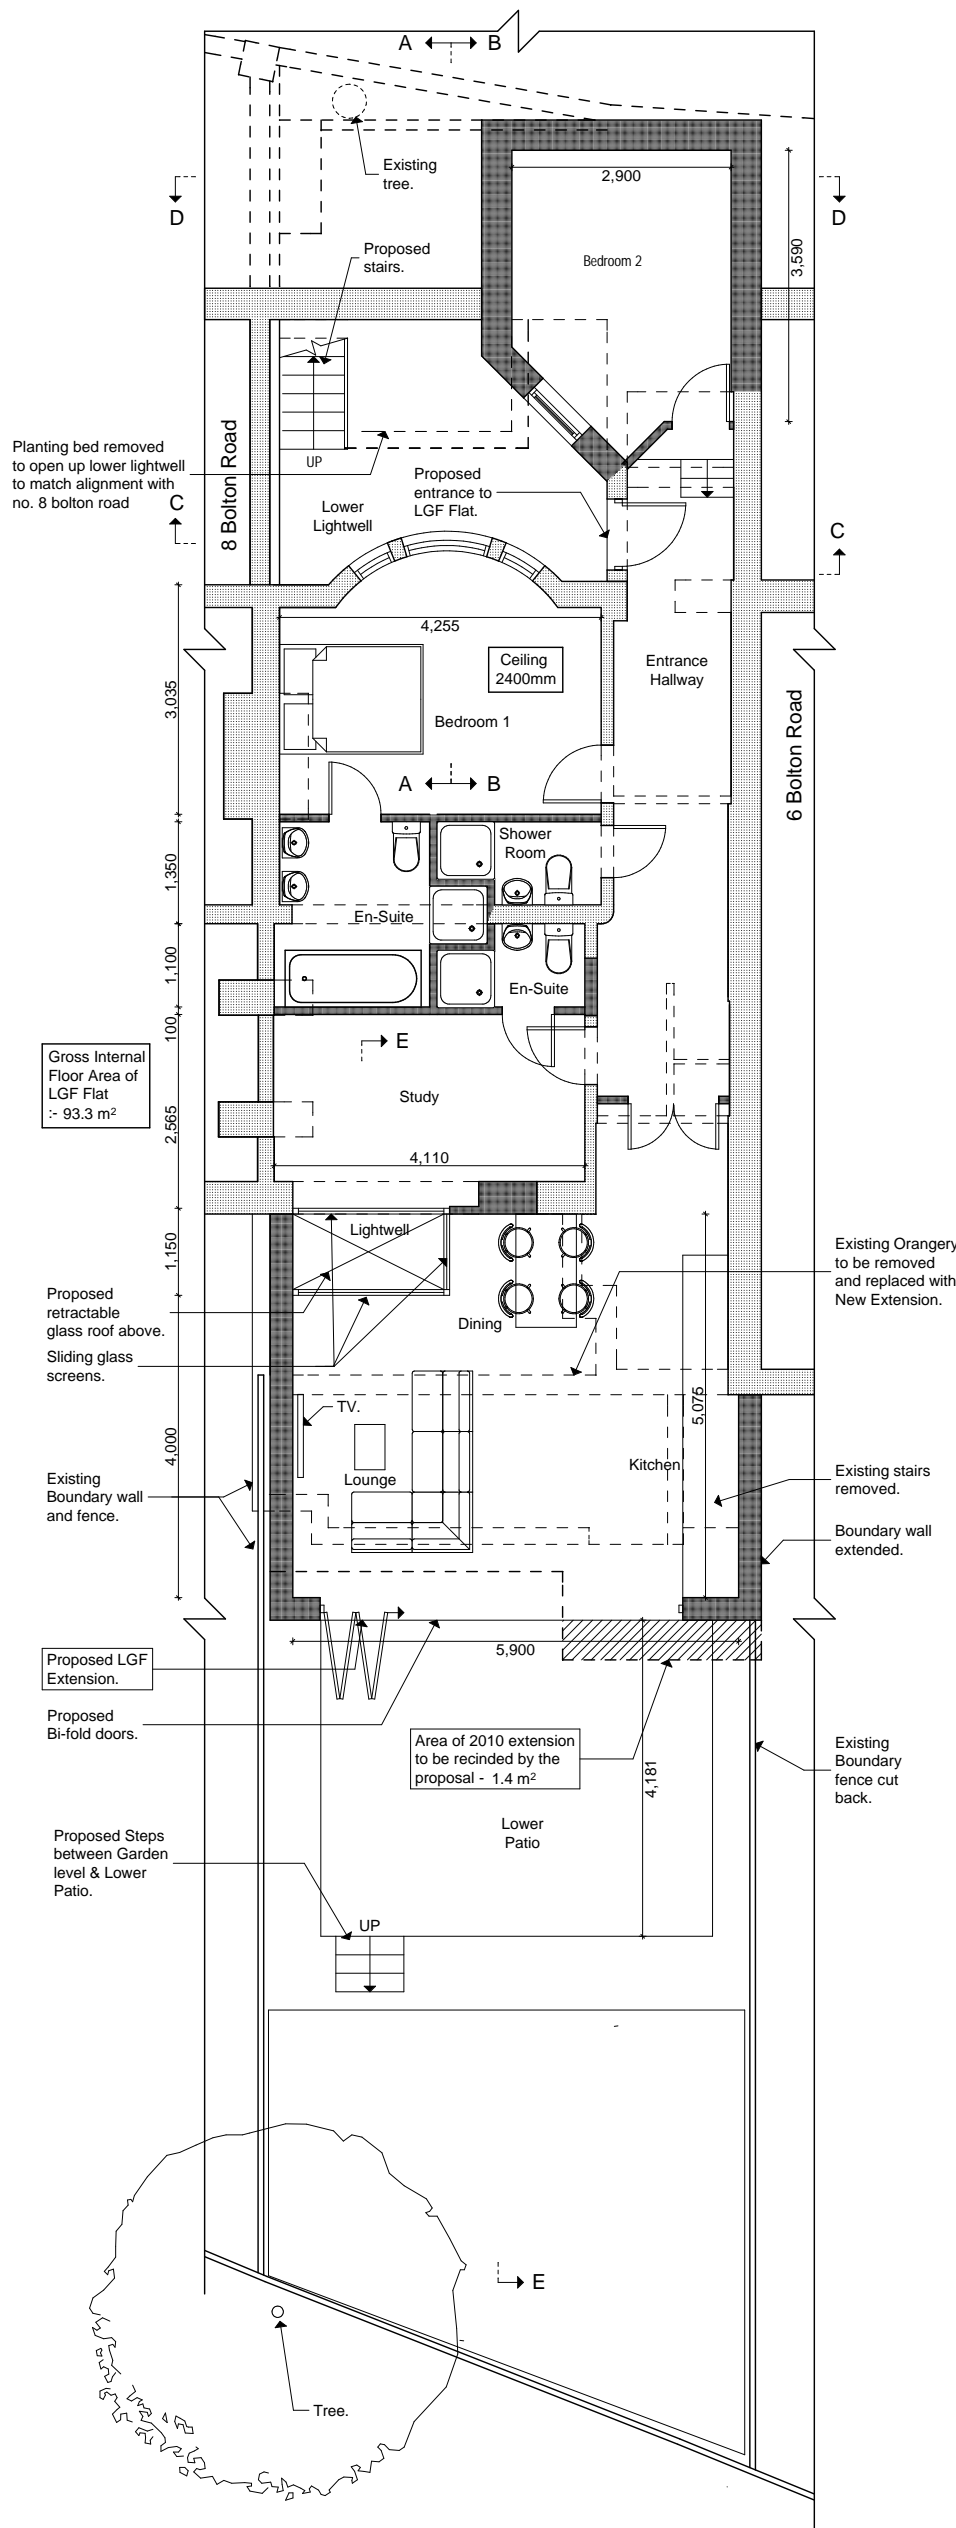 A
B
Existing
tree.
2,900
D
D
Proposed
stairs.
Bedroom 2
3,590
8 Bolton Road
Planting bed removed
to open up lower lightwell
to match alignment with
no. 8 bolton road
UP
Proposed
entrance to
LGF Flat.
C
Lower
Lightwell
C
4,255
Ceiling
2400mm
Entrance
Hallway
3,035
Bedroom 1
6 Bolton Road
A
B
Shower
Room
1,350
En-Suite
1,100
En-Suite
100
E
Gross Internal
Floor Area of
LGF Flat
:- 93.3 m²
Study
2,565
4,110
Lightwell
1,150
Existing Orangery
to be removed
and replaced with
New Extension.
Proposed
retractable
glass roof above.
Dining
Sliding glass
screens.
TV.
5,075
4,000
Lounge
Kitchen
Existing
Boundary wall
and fence.
Existing stairs
removed.
Boundary wall
extended.
5,900
Proposed LGF
Extension.
Proposed
Bi-fold doors.
Area of 2010 extension
to be recinded by the
proposal - 1.4 m²
4,181
Existing
Boundary
fence cut
back.
Lower
Patio
Proposed Steps
between Garden
level & Lower
Patio.
UP
E
Tree.